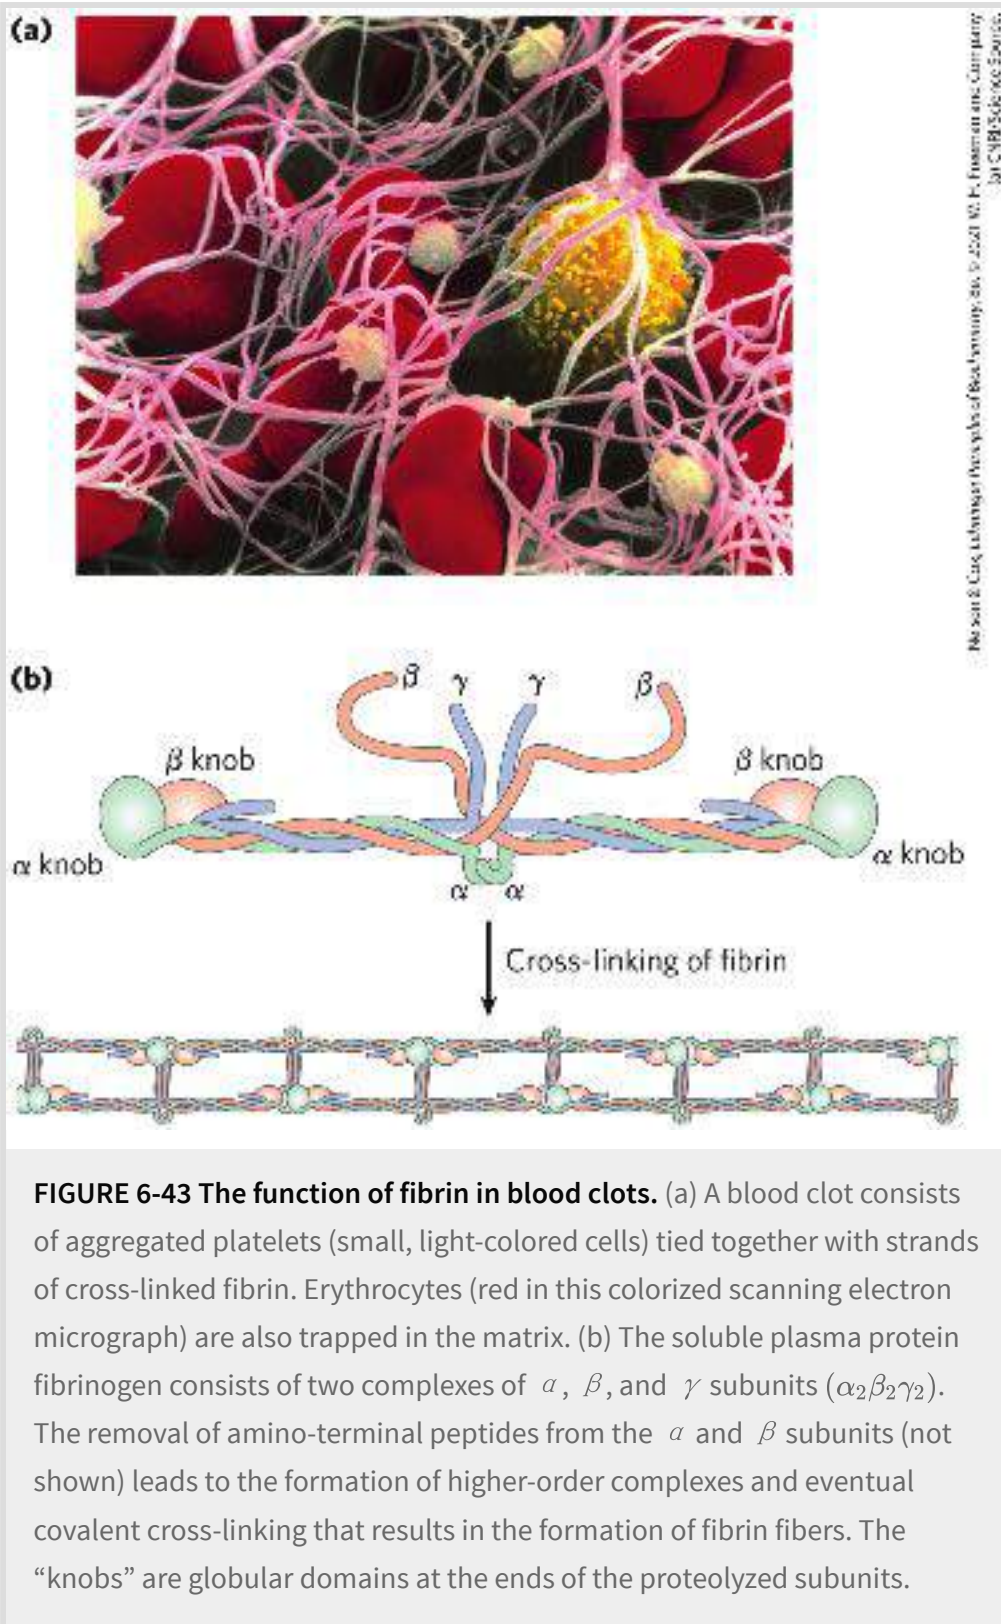 (a)
W. H. Freeman and Company
(b)
β γ γ β
β knob β knob
α knob α knob
α α
Cross-linking of fibrin
FIGURE 6-43 The function of fibrin in blood clots. (a) A blood clot consists
of aggregated platelets (small, light-colored cells) tied together with strands
of cross-linked fibrin. Erythrocytes (red in this colorized scanning electron
micrograph) are also trapped in the matrix. (b) The soluble plasma protein
fibrinogen consists of two complexes of α, β, and γ subunits (α₂β₂γ₂).
The removal of amino-terminal peptides from the α and β subunits (not
shown) leads to the formation of higher-order complexes and eventual
covalent cross-linking that results in the formation of fibrin fibers. The
“knobs” are globular domains at the ends of the proteolyzed subunits.